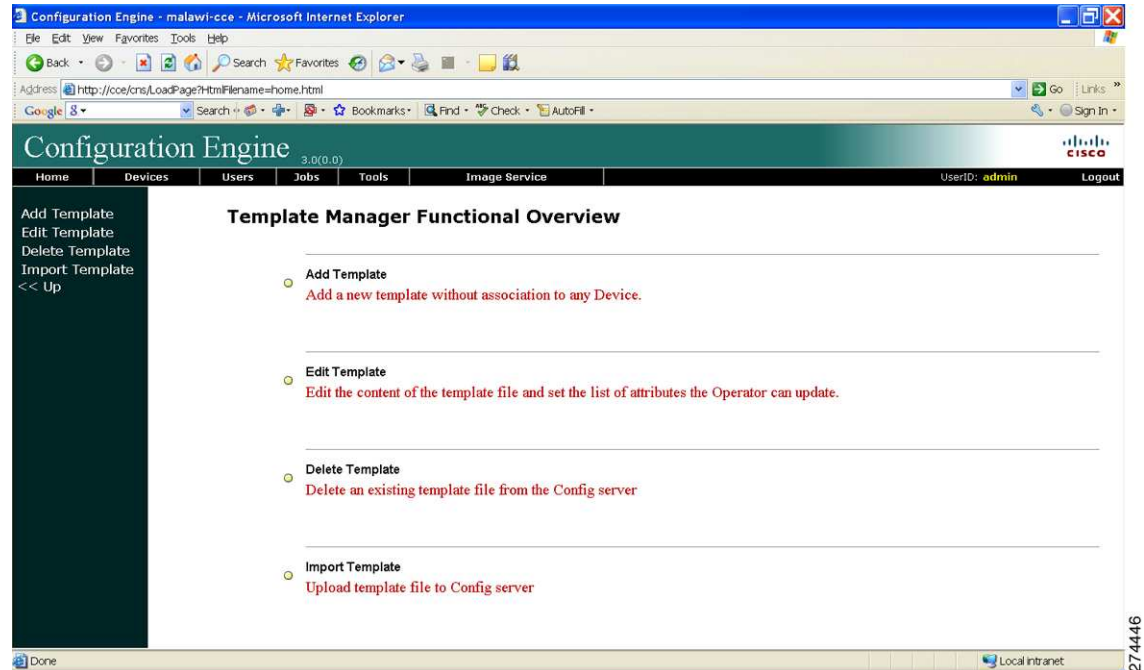 Configuration Engine - malawi-cce - Microsoft Internet Explorer
File Edit View Favorites Tools Help
Back Search Favorites
Address http://cce/cns/LoadPage?HtmlFilename=home.html Go Links »
Google Search Bookmarks Find Check AutoFill Sign In
Configuration Engine 3.0(0.0)
CISCO
Home Devices Users Jobs Tools Image Service UserID: admin Logout
Add Template
Edit Template
Delete Template
Import Template
<< Up
Template Manager Functional Overview
Add Template
Add a new template without association to any Device.
Edit Template
Edit the content of the template file and set the list of attributes the Operator can update.
Delete Template
Delete an existing template file from the Config server
Import Template
Upload template file to Config server
Done Local intranet
274446